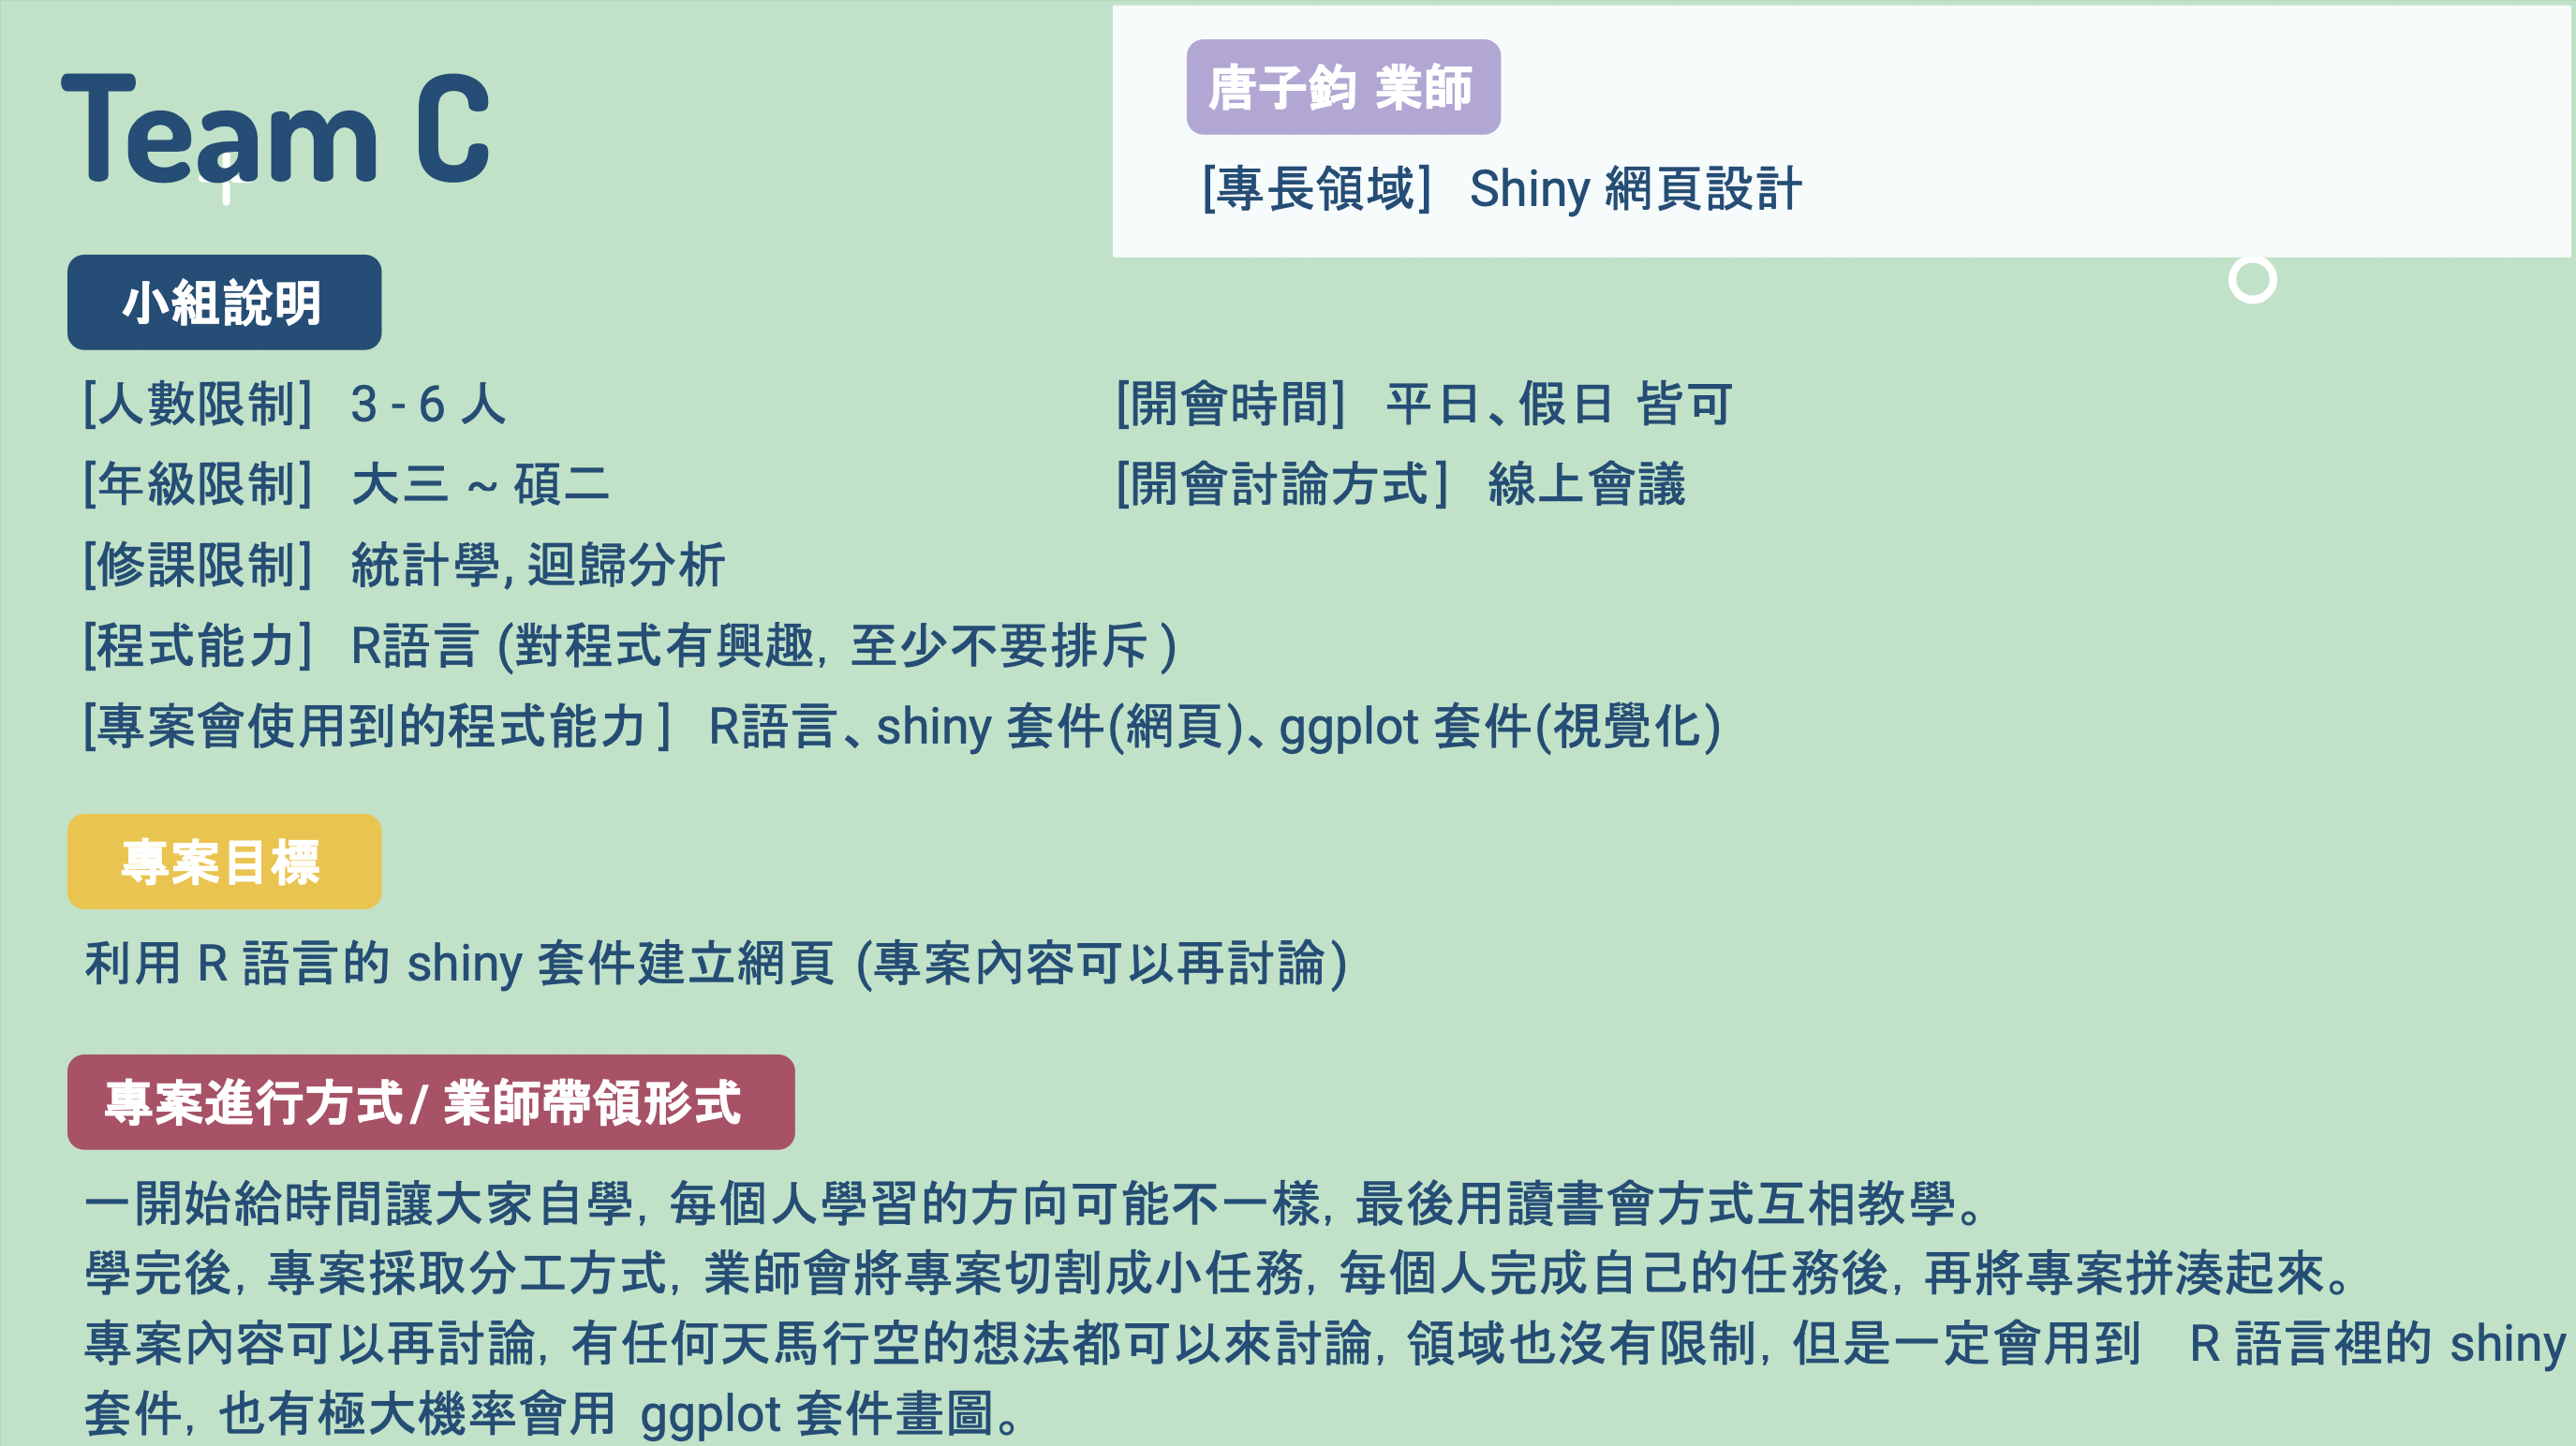 Team C
唐子鈞 業師
[專長領域] Shiny 網頁設計
小組說明
[人數限制] 3 - 6 人
[年級限制] 大三 ~ 碩二
[修課限制] 統計學, 迴歸分析
[程式能力] R語言 (對程式有興趣, 至少不要排斥)
[專案會使用到的程式能力] R語言、shiny 套件(網頁)、ggplot 套件(視覺化)
[開會時間] 平日、假日 皆可
[開會討論方式] 線上會議
專案目標
利用 R 語言的 shiny 套件建立網頁 (專案內容可以再討論)
專案進行方式/ 業師帶領形式
一開始給時間讓大家自學, 每個人學習的方向可能不一樣, 最後用讀書會方式互相教學。
學完後, 專案採取分工方式, 業師會將專案切割成小任務, 每個人完成自己的任務後, 再將專案拼湊起來。
專案內容可以再討論, 有任何天馬行空的想法都可以來討論, 領域也沒有限制, 但是一定會用到 R 語言裡的 shiny
套件, 也有極大機率會用 ggplot 套件畫圖。